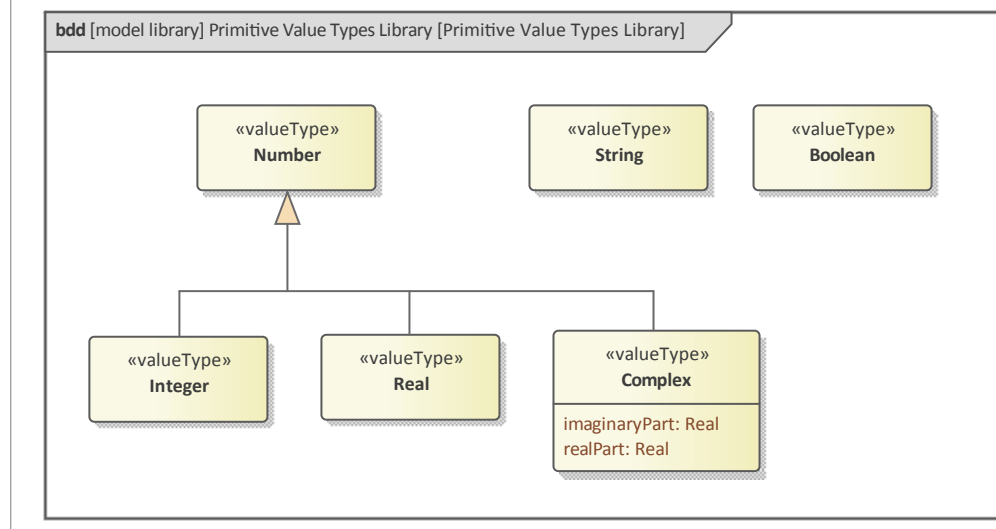 bdd [model library] Primitive Value Types Library [Primitive Value Types Library]
«valueType»
Number
«valueType»
String
«valueType»
Boolean
«valueType»
Integer
«valueType»
Real
«valueType»
Complex
imaginaryPart: Real
realPart: Real